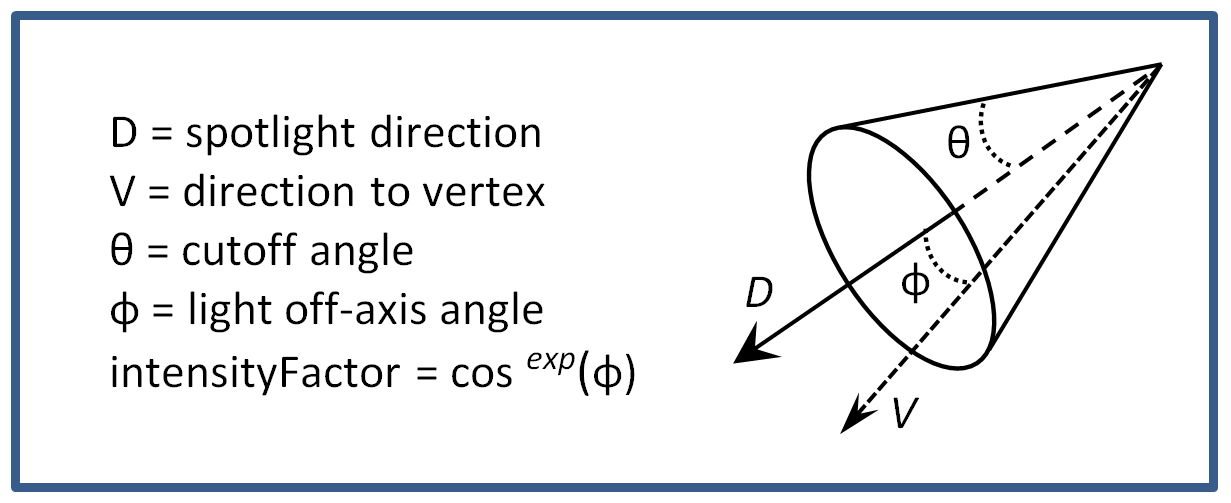 D = spotlight direction
V = direction to vertex
θ = cutoff angle
ϕ = light off-axis angle
intensityFactor = cos exp(ϕ)
θ
ϕ
D
V